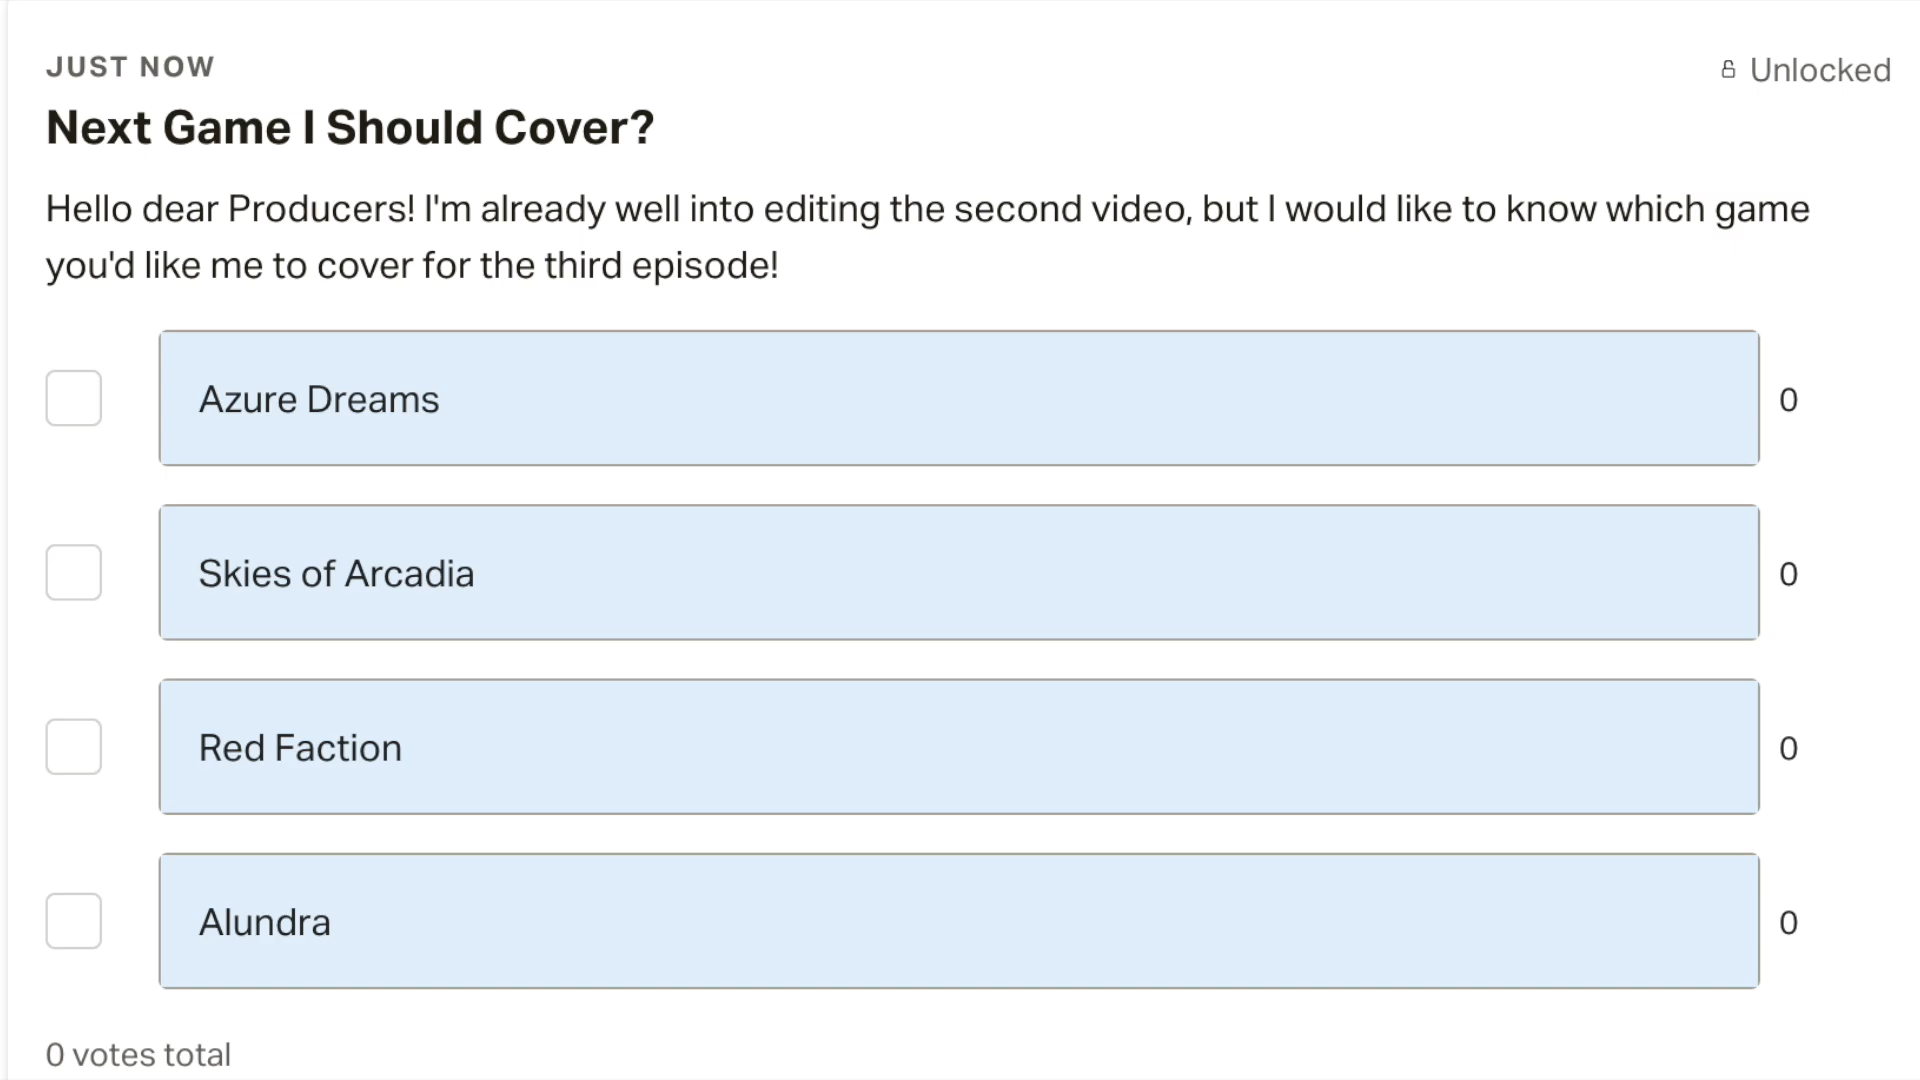 JUST NOW
Unlocked
Next Game I Should Cover?
Hello dear Producers! I'm already well into editing the second video, but I would like to know which game
you'd like me to cover for the third episode!
Azure Dreams
0
Skies of Arcadia
0
Red Faction
0
Alundra
0
0 votes total